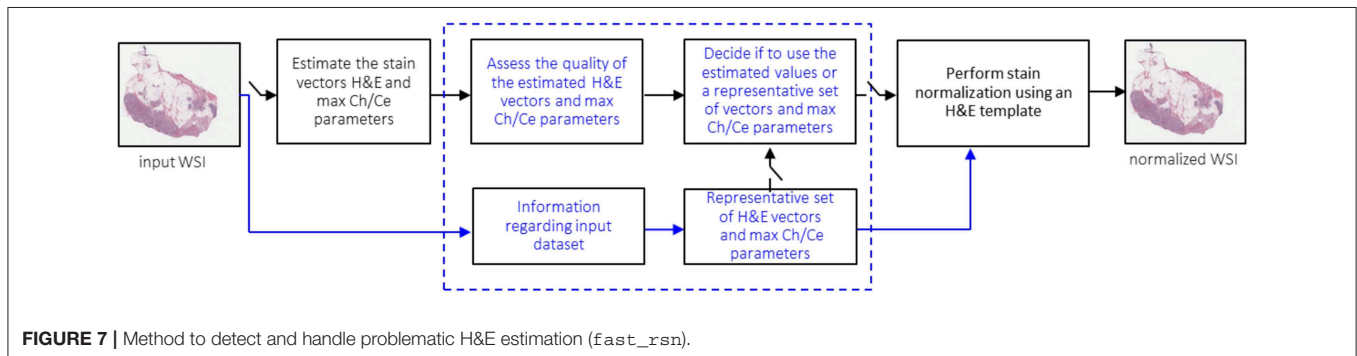 input WSI
Estimate the stain
vectors H&E and
max Ch/Ce
parameters
Assess the quality of
the estimated H&E
vectors and max
Ch/Ce parameters
Decide if to use the
estimated values or
a representative set
of vectors and max
Ch/Ce parameters
Perform stain
normalization using an
H&E template
normalized WSI
Information
regarding input
dataset
Representative set
of H&E vectors
and max Ch/Ce
parameters
FIGURE 7 | Method to detect and handle problematic H&E estimation (fast_rsn).